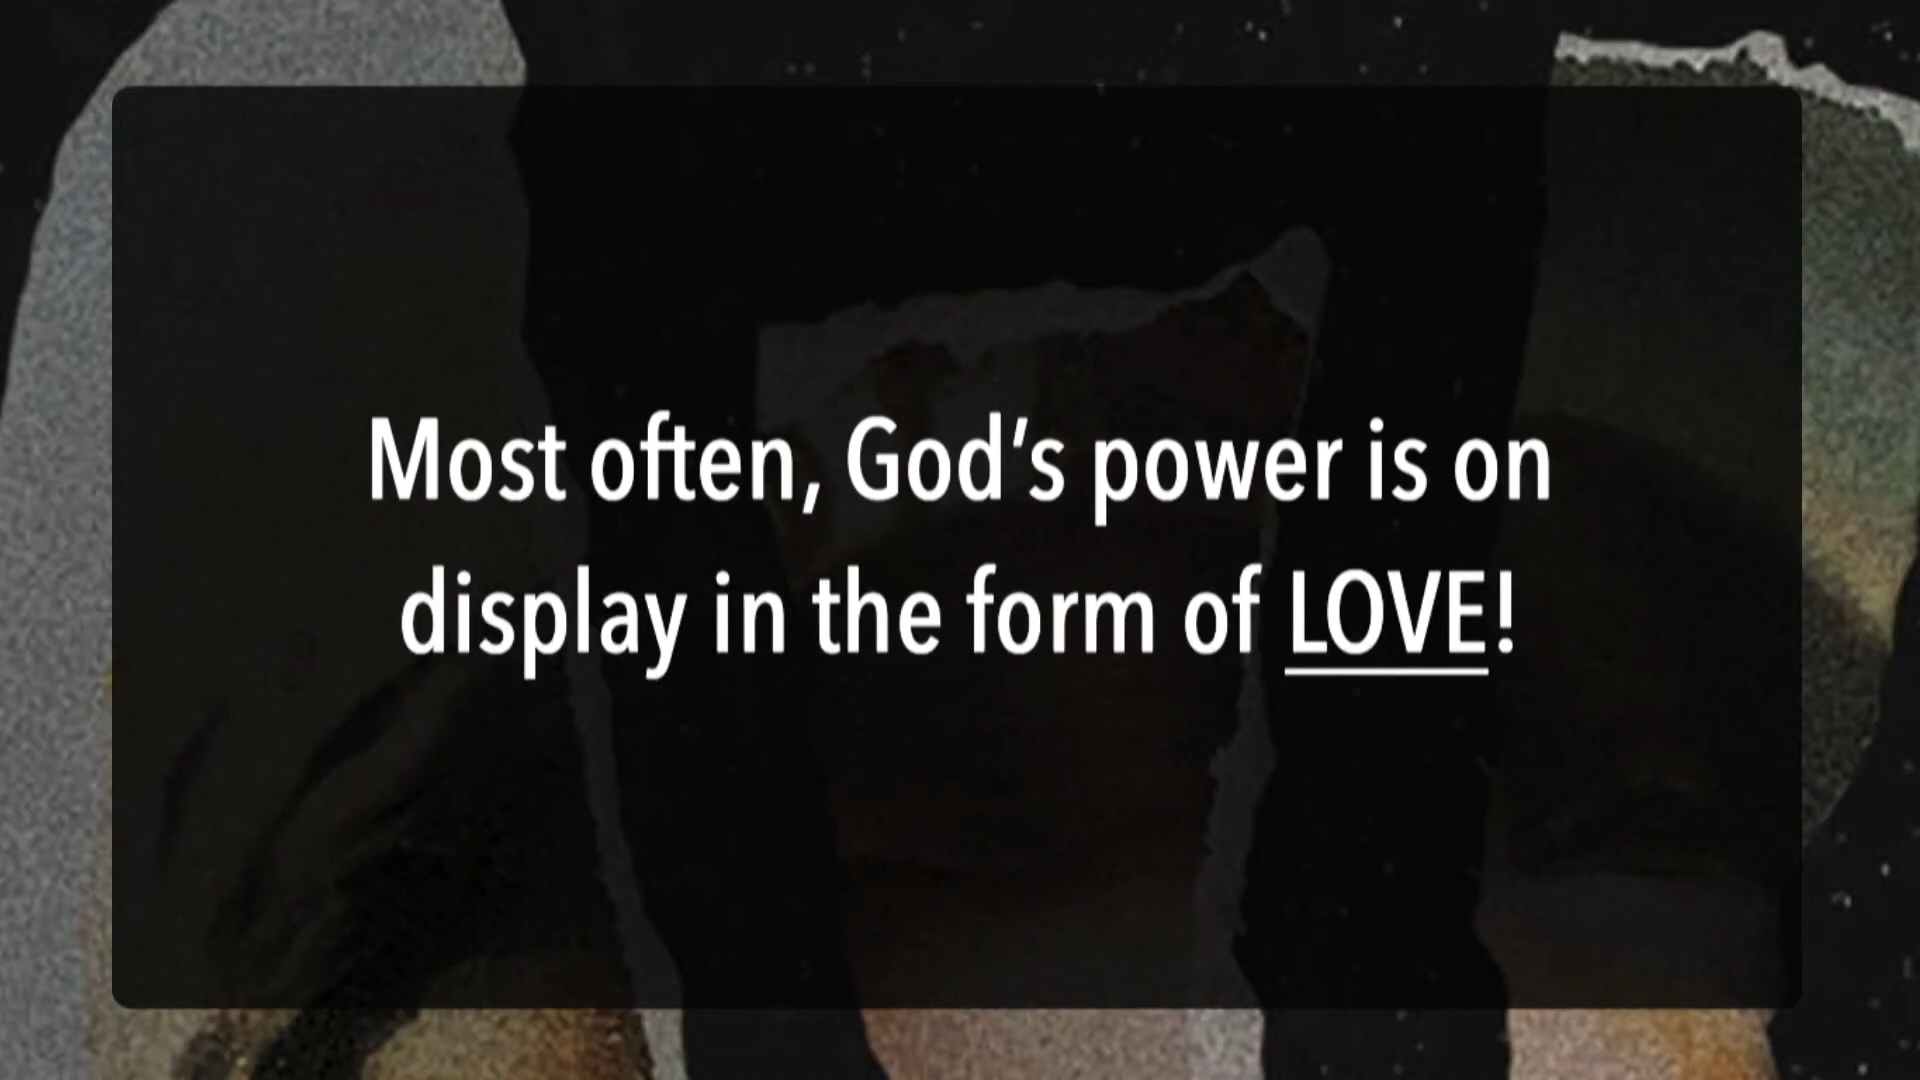 Most often, God’s power is on
display in the form of LOVE!